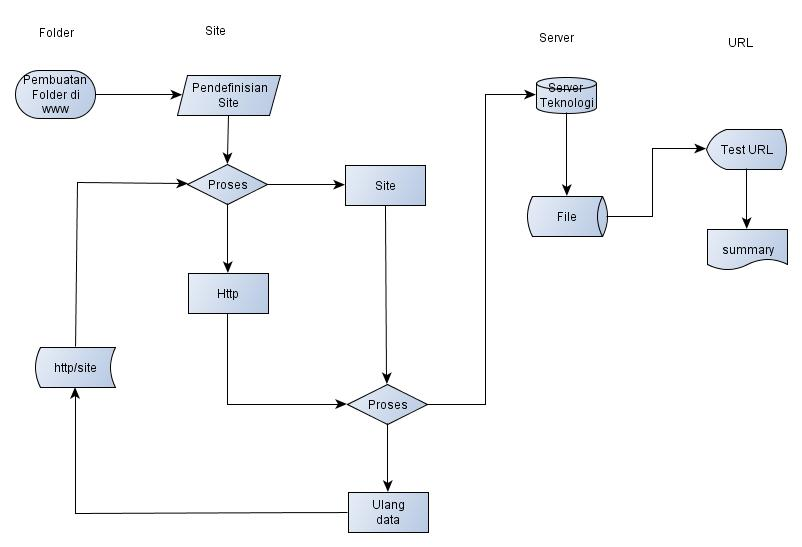 Folder
Site
Server
URL
Pembuatan
Folder di
www
Pendefinisian
Site
Server
Teknologi
Test URL
Proses
Site
File
summary
Http
http/site
Proses
Ulang
data